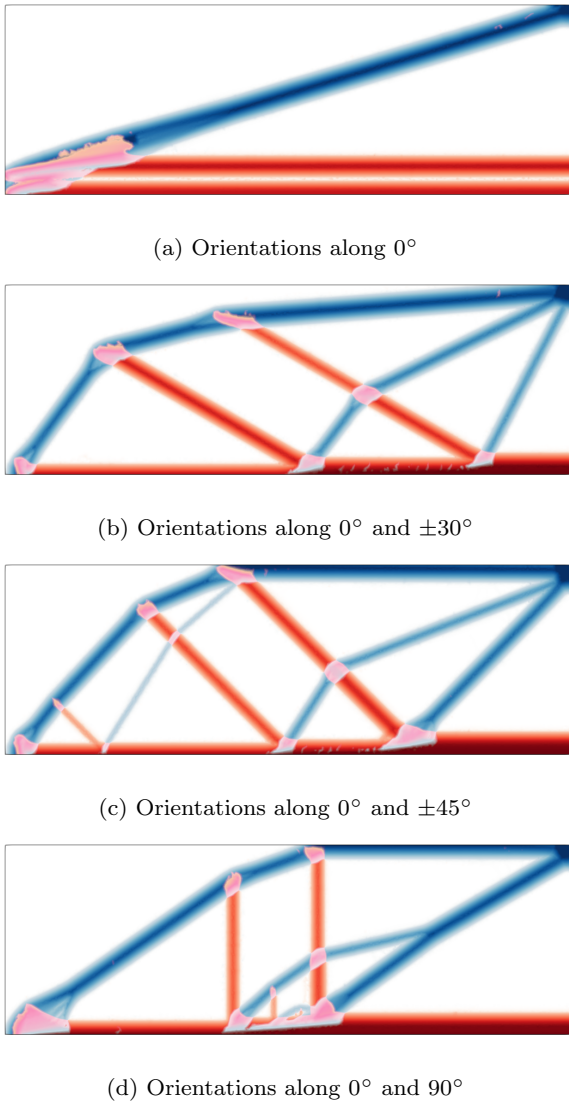 (a) Orientations along 0°
(b) Orientations along 0° and ±30°
(c) Orientations along 0° and ±45°
(d) Orientations along 0° and 90°